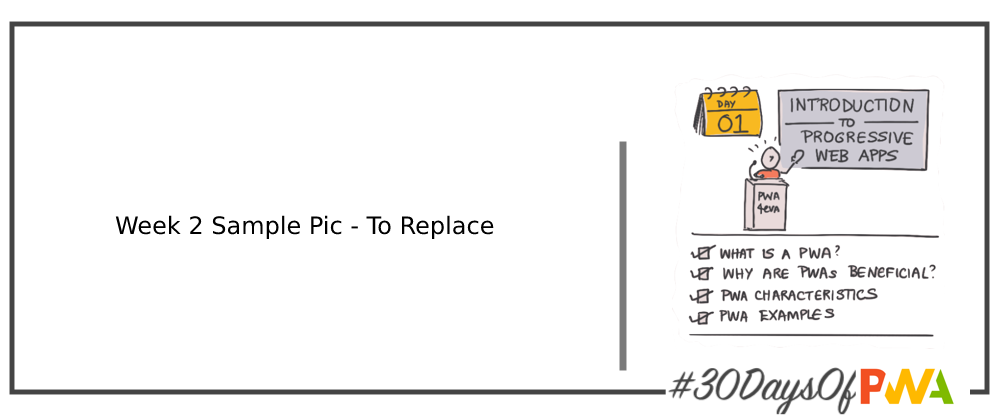 Week 2 Sample Pic - To Replace
DAY
01
INTRODUCTION
TO
PROGRESSIVE
WEB APPS
PWA
4eva
WHAT IS A PWA?
WHY ARE PWAs BENEFICIAL?
PWA CHARACTERISTICS
PWA EXAMPLES
#30DaysOfPWA